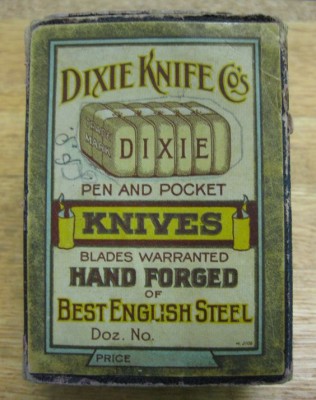 DIXIE KNIFE CO'S
DIXIE
PEN AND POCKET
KNIVES
BLADES WARRANTED
HAND FORGED
OF
BEST ENGLISH STEEL
Doz. No.
PRICE